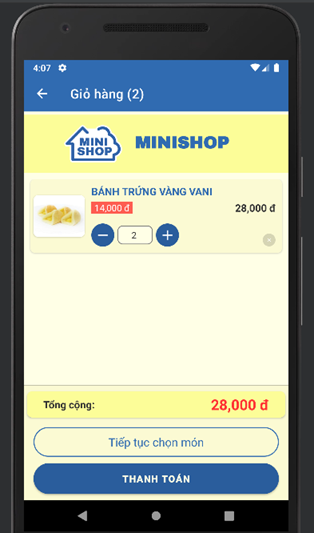 4:07
Giỏ hàng (2)
MINI
SHOP
MINISHOP
BÁNH TRỨNG VÀNG VANI
14,000 đ
28,000 đ
2
Tổng cộng:
28,000 đ
Tiếp tục chọn món
THANH TOÁN